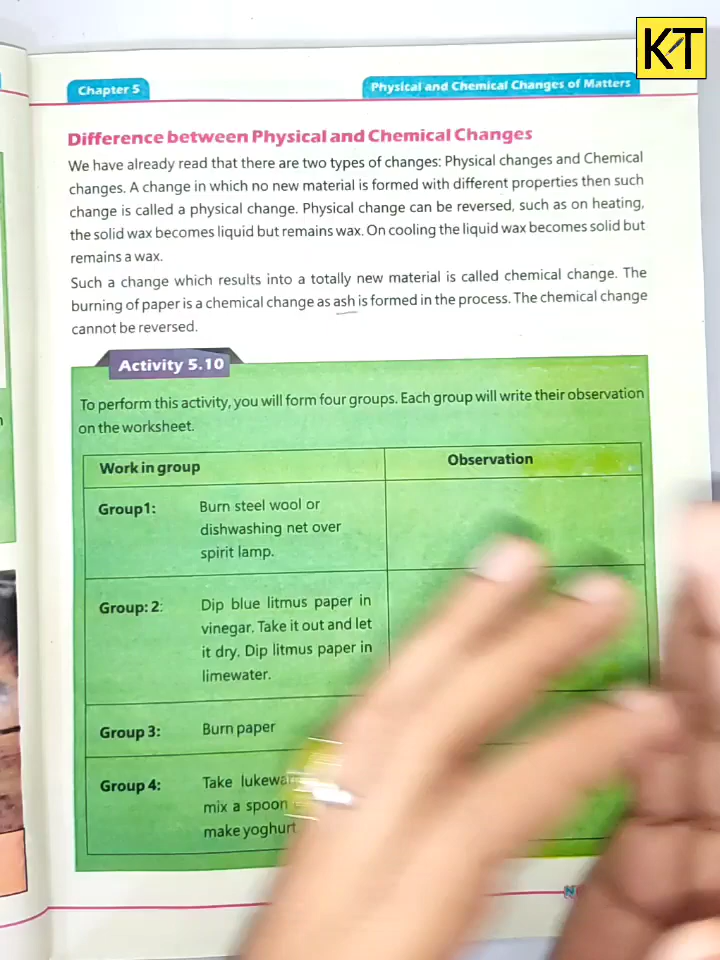 KT
Chapter 5
Physical and Chemical Changes of Matters
Difference between Physical and Chemical Changes
We have already read that there are two types of changes: Physical changes and Chemical
changes. A change in which no new material is formed with different properties then such
change is called a physical change. Physical change can be reversed, such as on heating,
the solid wax becomes liquid but remains wax. On cooling the liquid wax becomes solid but
remains a wax.
Such a change which results into a totally new material is called chemical change. The
burning of paper is a chemical change as ash is formed in the process. The chemical change
cannot be reversed.
Activity 5.10
To perform this activity, you will form four groups. Each group will write their observation
on the worksheet.
Work in group
Observation
Group1:
Burn steel wool or
dishwashing net over
spirit lamp.
Group: 2:
Dip blue litmus paper in
vinegar. Take it out and let
it dry. Dip litmus paper in
limewater.
Group 3:
Burn paper
Group 4:
Take
mix a spoon
make yoghurt